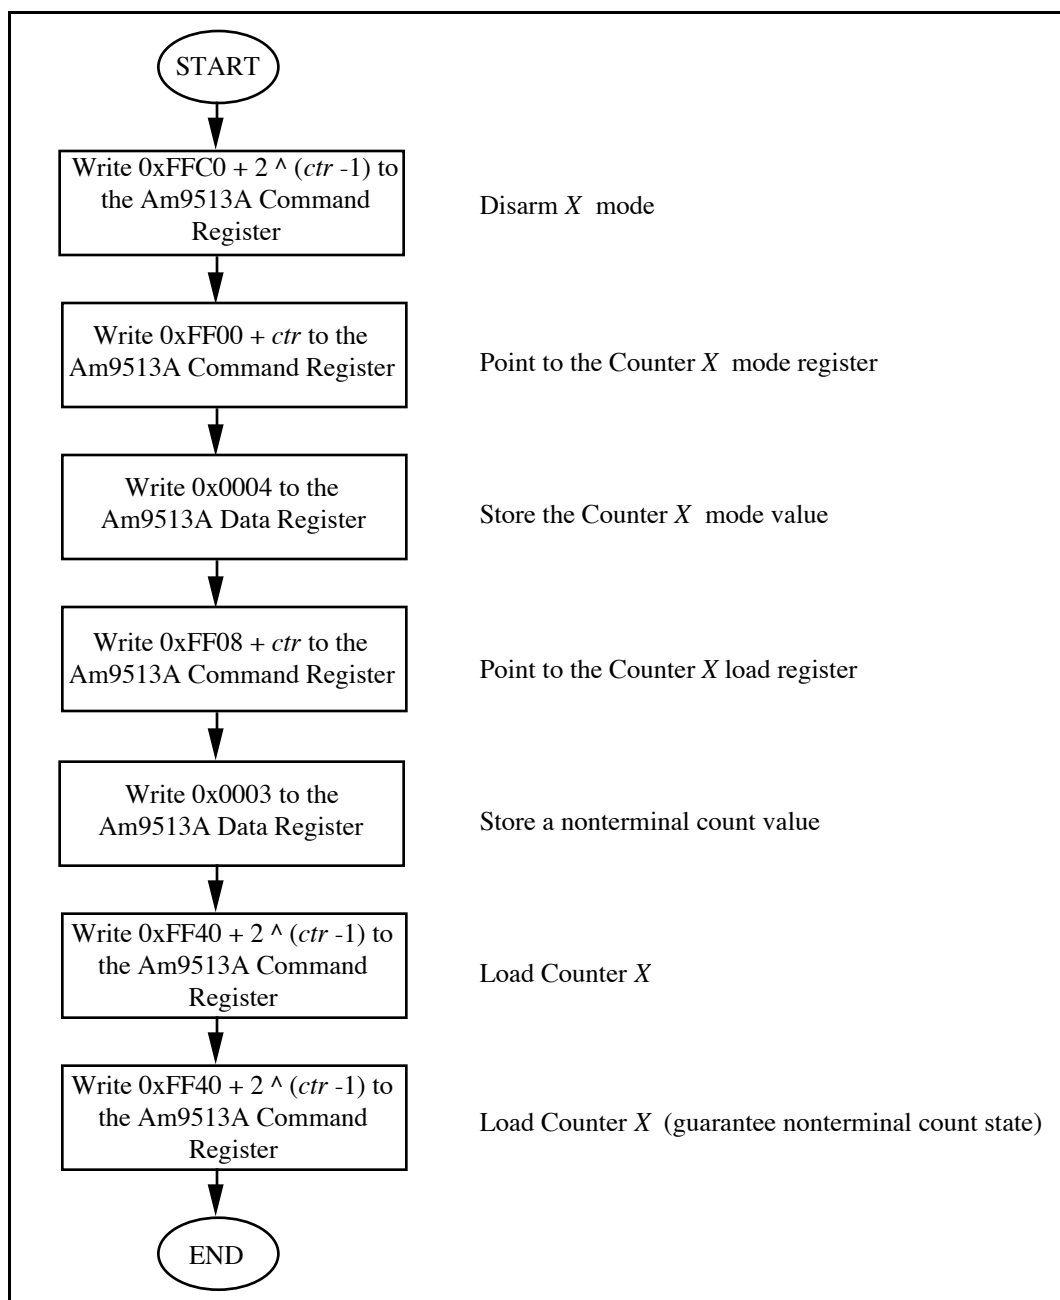 START
Write 0xFFC0 + 2 ^ (ctr -1) to
the Am9513A Command
Register
Disarm X mode
Write 0xFF00 + ctr to the
Am9513A Command Register
Point to the Counter X mode register
Write 0x0004 to the
Am9513A Data Register
Store the Counter X mode value
Write 0xFF08 + ctr to the
Am9513A Command Register
Point to the Counter X load register
Write 0x0003 to the
Am9513A Data Register
Store a nonterminal count value
Write 0xFF40 + 2 ^ (ctr -1) to
the Am9513A Command
Register
Load Counter X
Write 0xFF40 + 2 ^ (ctr -1) to
the Am9513A Command
Register
Load Counter X (guarantee nonterminal count state)
END